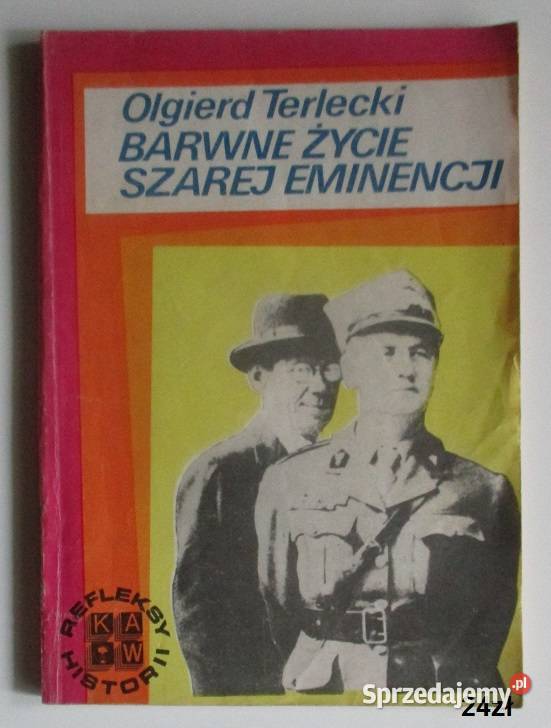 Olgierd Terlecki
BARWNE ŻYCIE
SZAREJ EMINENCJI
REFLEKSY
KAW
HISTORII
Sprzedajemy.pl
24zł